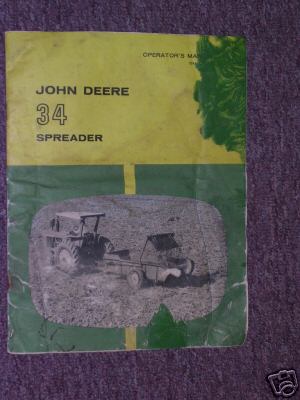 OPERATOR'S
JOHN DEERE
34
SPREADER